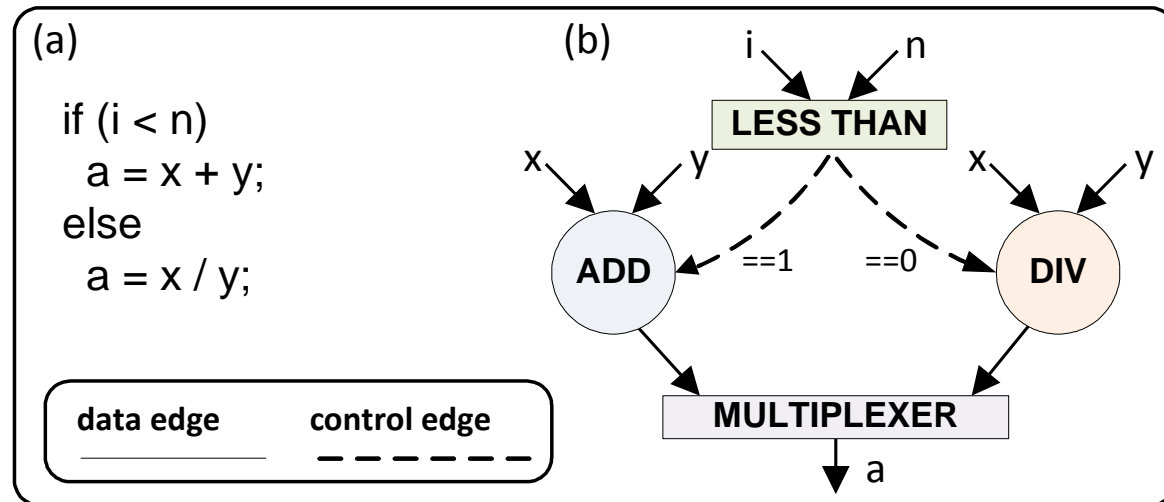 (a)
if (i < n)
a = x + y;
else
a = x / y;
data edge
control edge
(b)
i
n
LESS THAN
x
y
x
y
ADD
==1
==0
DIV
MULTIPLEXER
a